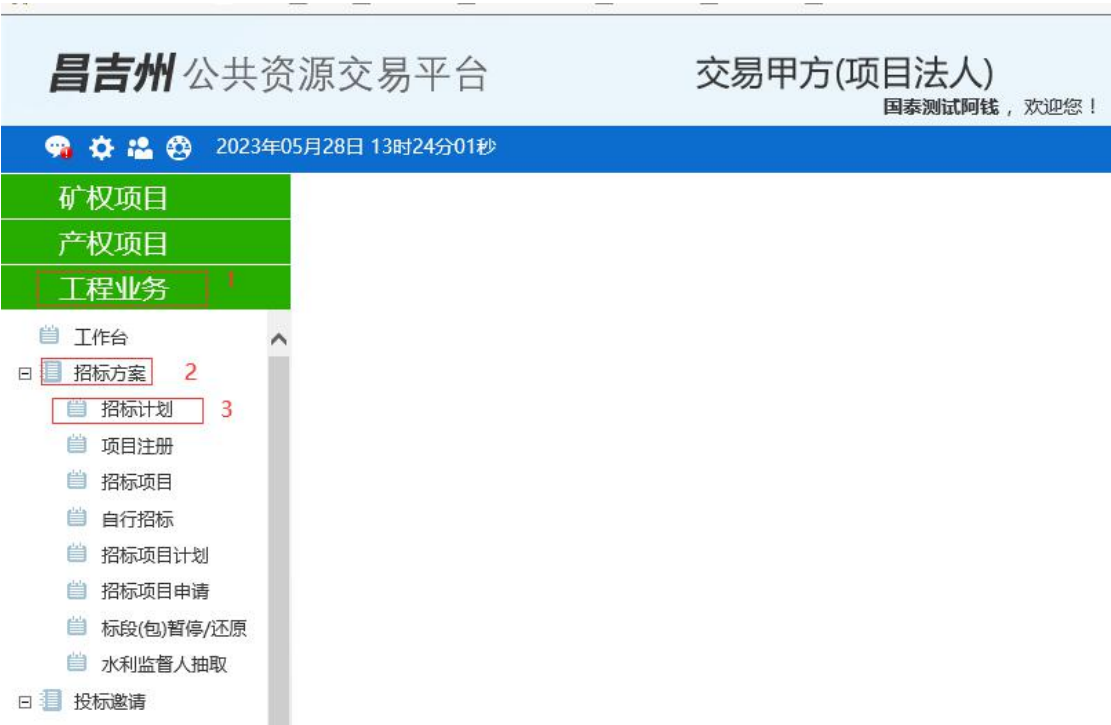 昌吉州 公共资源交易平台
交易甲方(项目法人)
国泰测试阿钱，欢迎您！
2023年05月28日 13时24分01秒
矿权项目
产权项目
工程业务 1
工作台
招标方案 2
招标计划 3
项目注册
招标项目
自行招标
招标项目计划
招标项目申请
标段(包)暂停/还原
水利监督人抽取
投标邀请